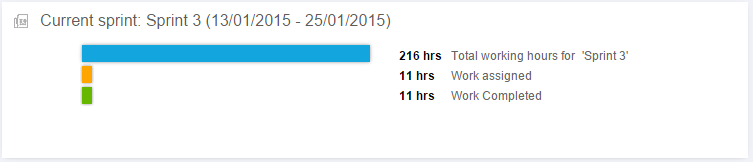 Current sprint: Sprint 3 (13/01/2015 - 25/01/2015)
216 hrs Total working hours for 'Sprint 3'
11 hrs Work assigned
11 hrs Work Completed